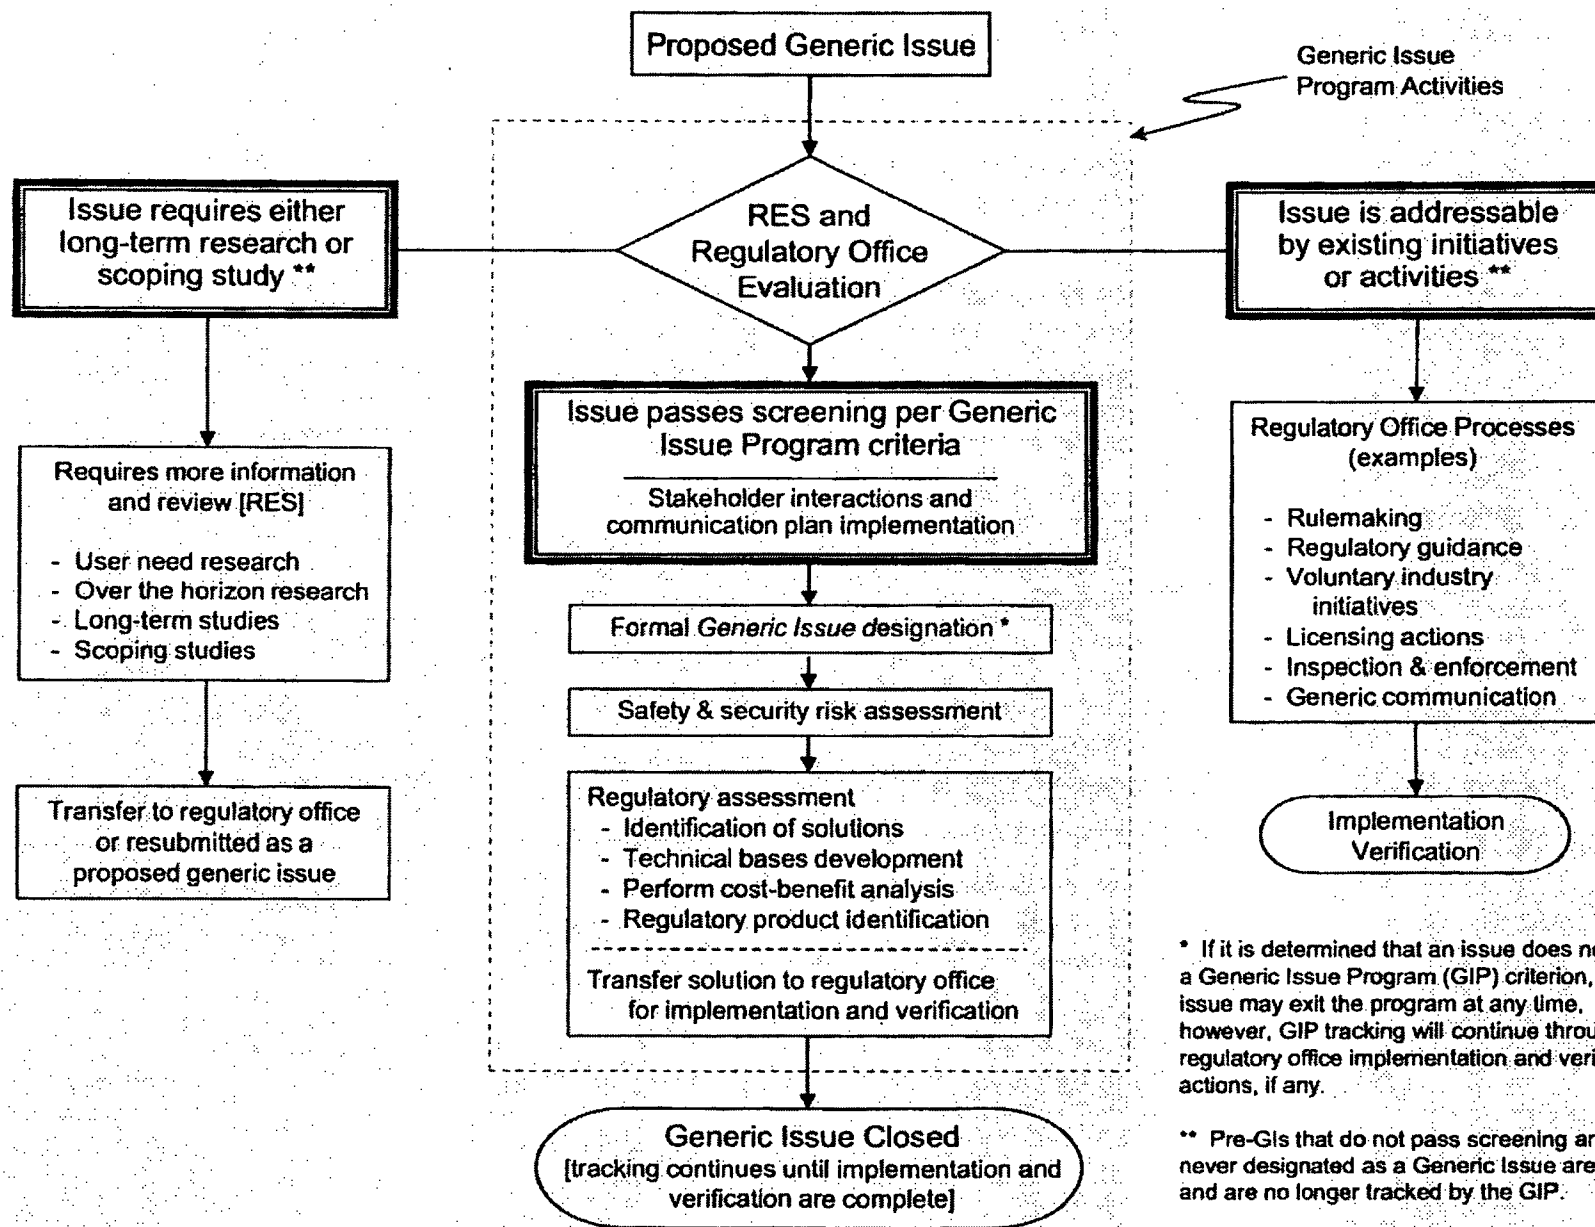 Proposed Generic Issue
Generic Issue
Program Activities
RES and
Regulatory Office
Evaluation
Issue requires either
long-term research or
scoping study **
Requires more information
and review [RES]
- User need research
- Over the horizon research
- Long-term studies
- Scoping studies
Transfer to regulatory office
or resubmitted as a
proposed generic issue
Issue passes screening per Generic
Issue Program criteria
Stakeholder interactions and
communication plan implementation
Formal Generic Issue designation *
Safety & security risk assessment
Regulatory assessment
- Identification of solutions
- Technical bases development
- Perform cost-benefit analysis
- Regulatory product identification
Transfer solution to regulatory office
for implementation and verification
Generic Issue Closed
[tracking continues until implementation and
verification are complete]
Issue is addressable
by existing initiatives
or activities **
Regulatory Office Processes
(examples)
- Rulemaking
- Regulatory guidance
- Voluntary industry
initiatives
- Licensing actions
- Inspection & enforcement
- Generic communication
Implementation
Verification
* If it is determined that an issue does
a Generic Issue Program (GIP) criterion,
issue may exit the program at any time,
however, GIP tracking will continue
regulatory office implementation and
actions, if any.
** Pre-GIs that do not pass screening
never designated as a Generic Issue are
and are no longer tracked by the GIP.